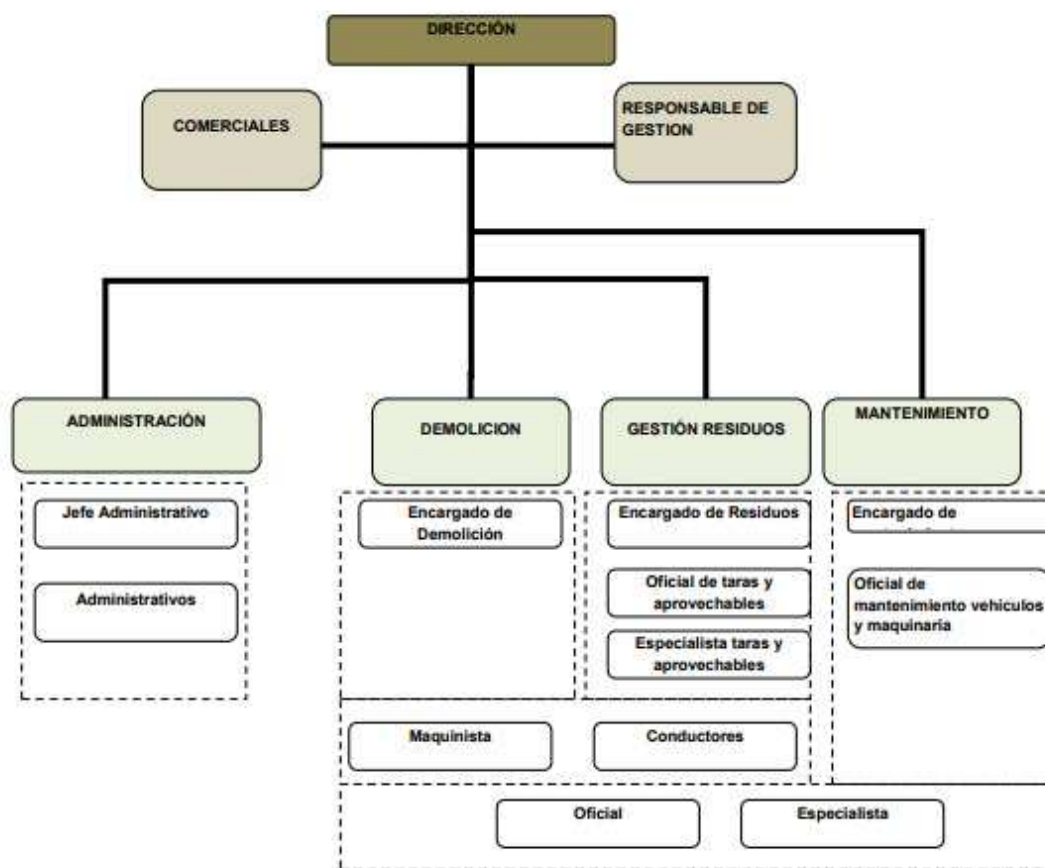 DIRECCIÓN
COMERCIALES
RESPONSABLE DE
GESTION
ADMINISTRACIÓN
DEMOLICION
GESTIÓN RESIDUOS
MANTENIMIENTO
Jefe Administrativo
Administrativos
Encargado de
Demolición
Encargado de Residuos
Oficial de taras y
aprovechables
Especialista taras y
aprovechables
Encargado de
Oficial de
mantenimiento vehiculos
y maquinaria
Maquinista
Conductores
Oficial
Especialista